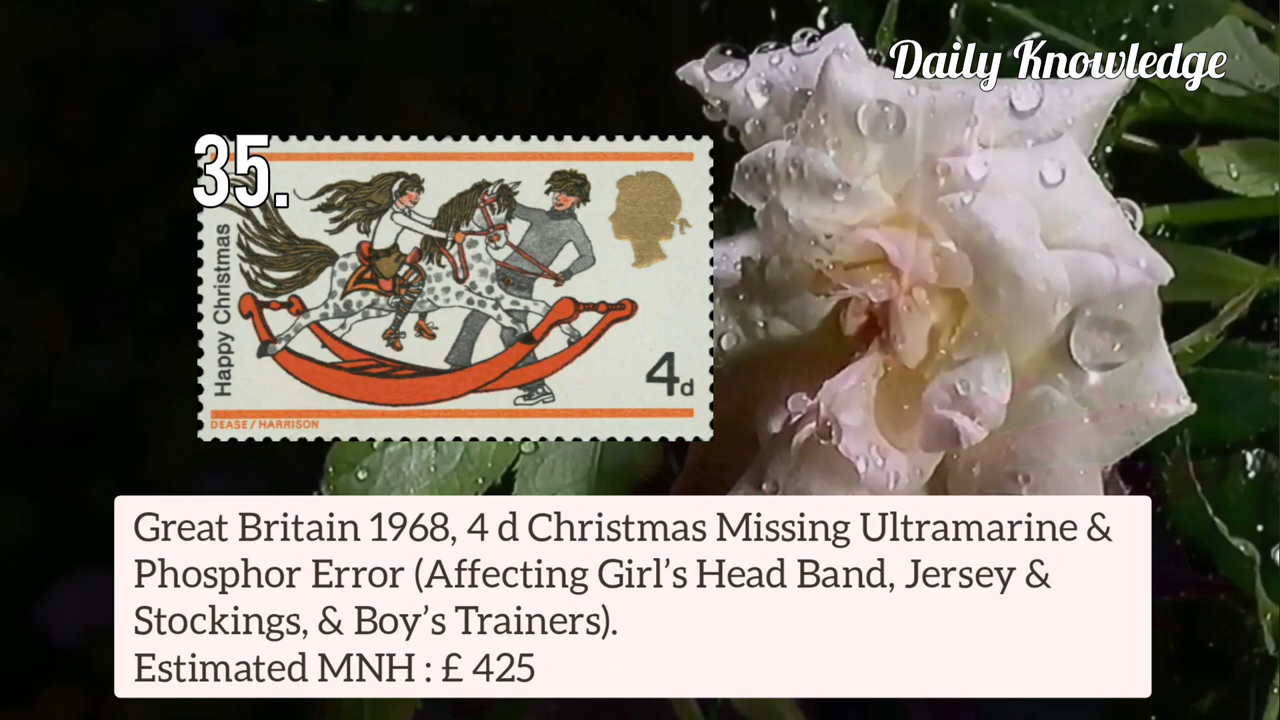 Daily Knowledge
35.
Happy Christmas
4d
DEASE/HARRISON
Great Britain 1968, 4 d Christmas Missing Ultramarine &
Phosphor Error (Affecting Girl's Head Band, Jersey &
Stockings, & Boy's Trainers).
Estimated MNH : £ 425